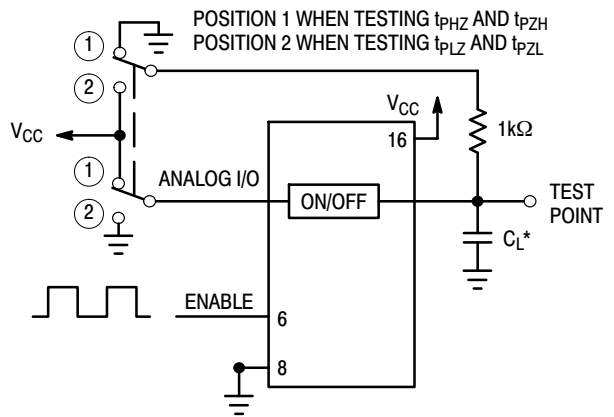 POSITION 1 WHEN TESTING tPHZ AND tPZH
POSITION 2 WHEN TESTING tPLZ AND tPZL
1
2
VCC
VCC
16
1kΩ
1
2
ANALOG I/O
ON/OFF
TEST
POINT
CL*
ENABLE
6
8